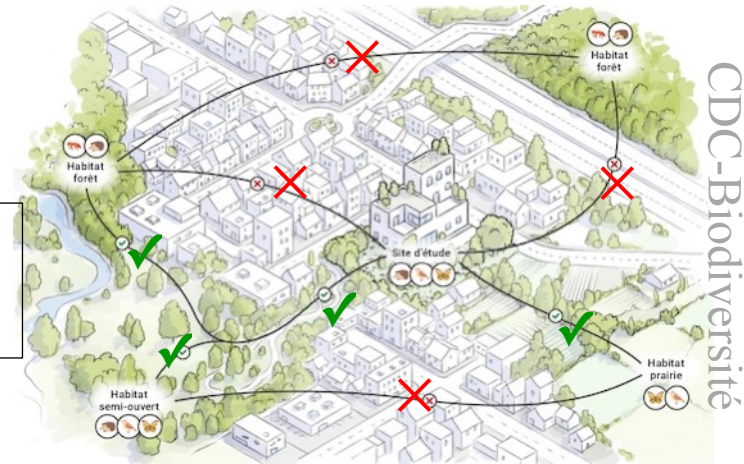 Habitat
forêt
Habitat
forêt
Site d'étude
Habitat
prairie
Habitat
semi-ouvert
CDC-Biodiversité